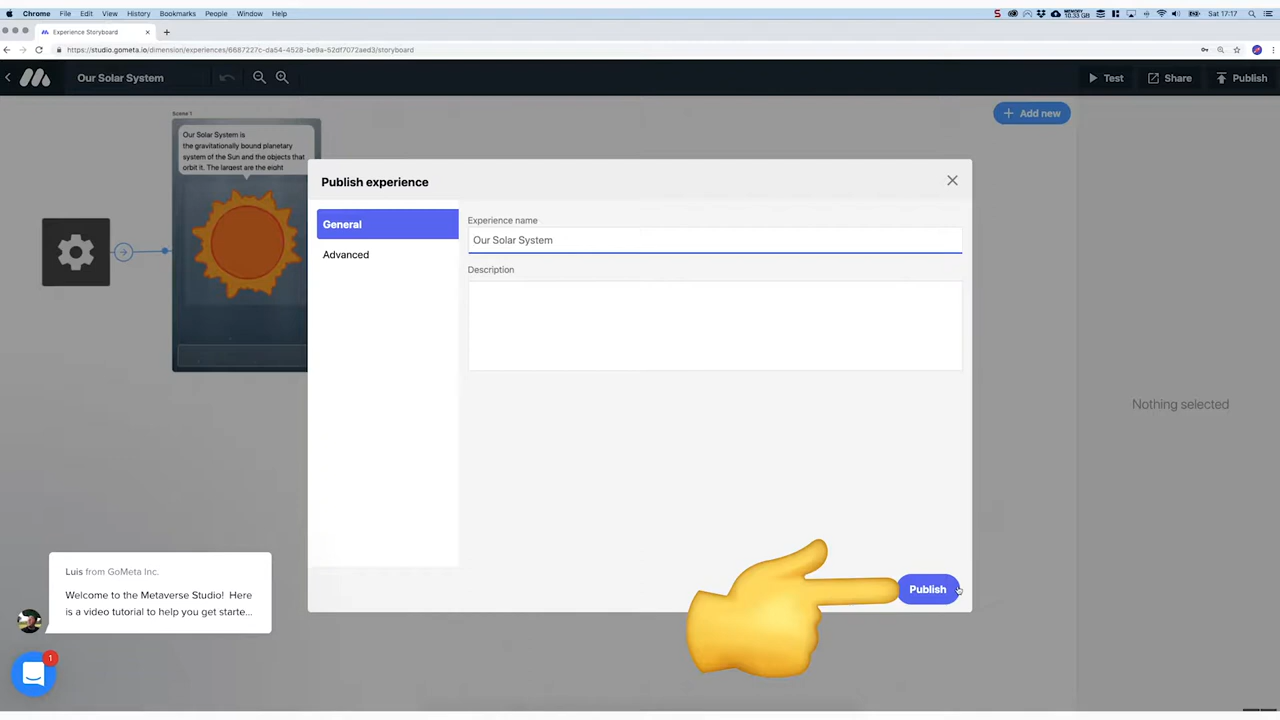 Chrome File Edit View History Bookmarks People Window Help
MEMORY
10.33 GB
Sat 17:17
Experience Storyboard
https://studio.gometa.io/dimension/experiences/6687227c-da54-4528-be9a-52df7072aed3/storyboard
Our Solar System
Test Share Publish
Scene 1
Add new
Our Solar System is
the gravitationally bound planetary
system of the Sun and the objects that
orbit it. The largest are the eight
Publish experience
General
Advanced
Experience name
Our Solar System
Description
Nothing selected
Luis from GoMeta Inc.
Welcome to the Metaverse Studio! Here
is a video tutorial to help you get starte...
1
Publish